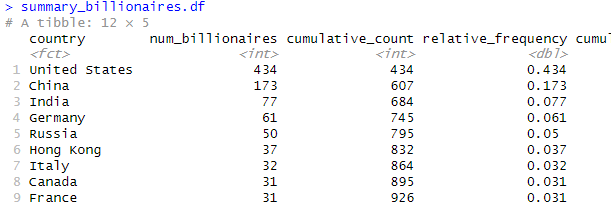 > summary_billionaires.df
# A tibble: 12 × 5
country num_billionaires cumulative_count relative_frequency cumul
<fct> <int> <int> <dbl>
1 United States 434 434 0.434
2 China 173 607 0.173
3 India 77 684 0.077
4 Germany 61 745 0.061
5 Russia 50 795 0.05
6 Hong Kong 37 832 0.037
7 Italy 32 864 0.032
8 Canada 31 895 0.031
9 France 31 926 0.031